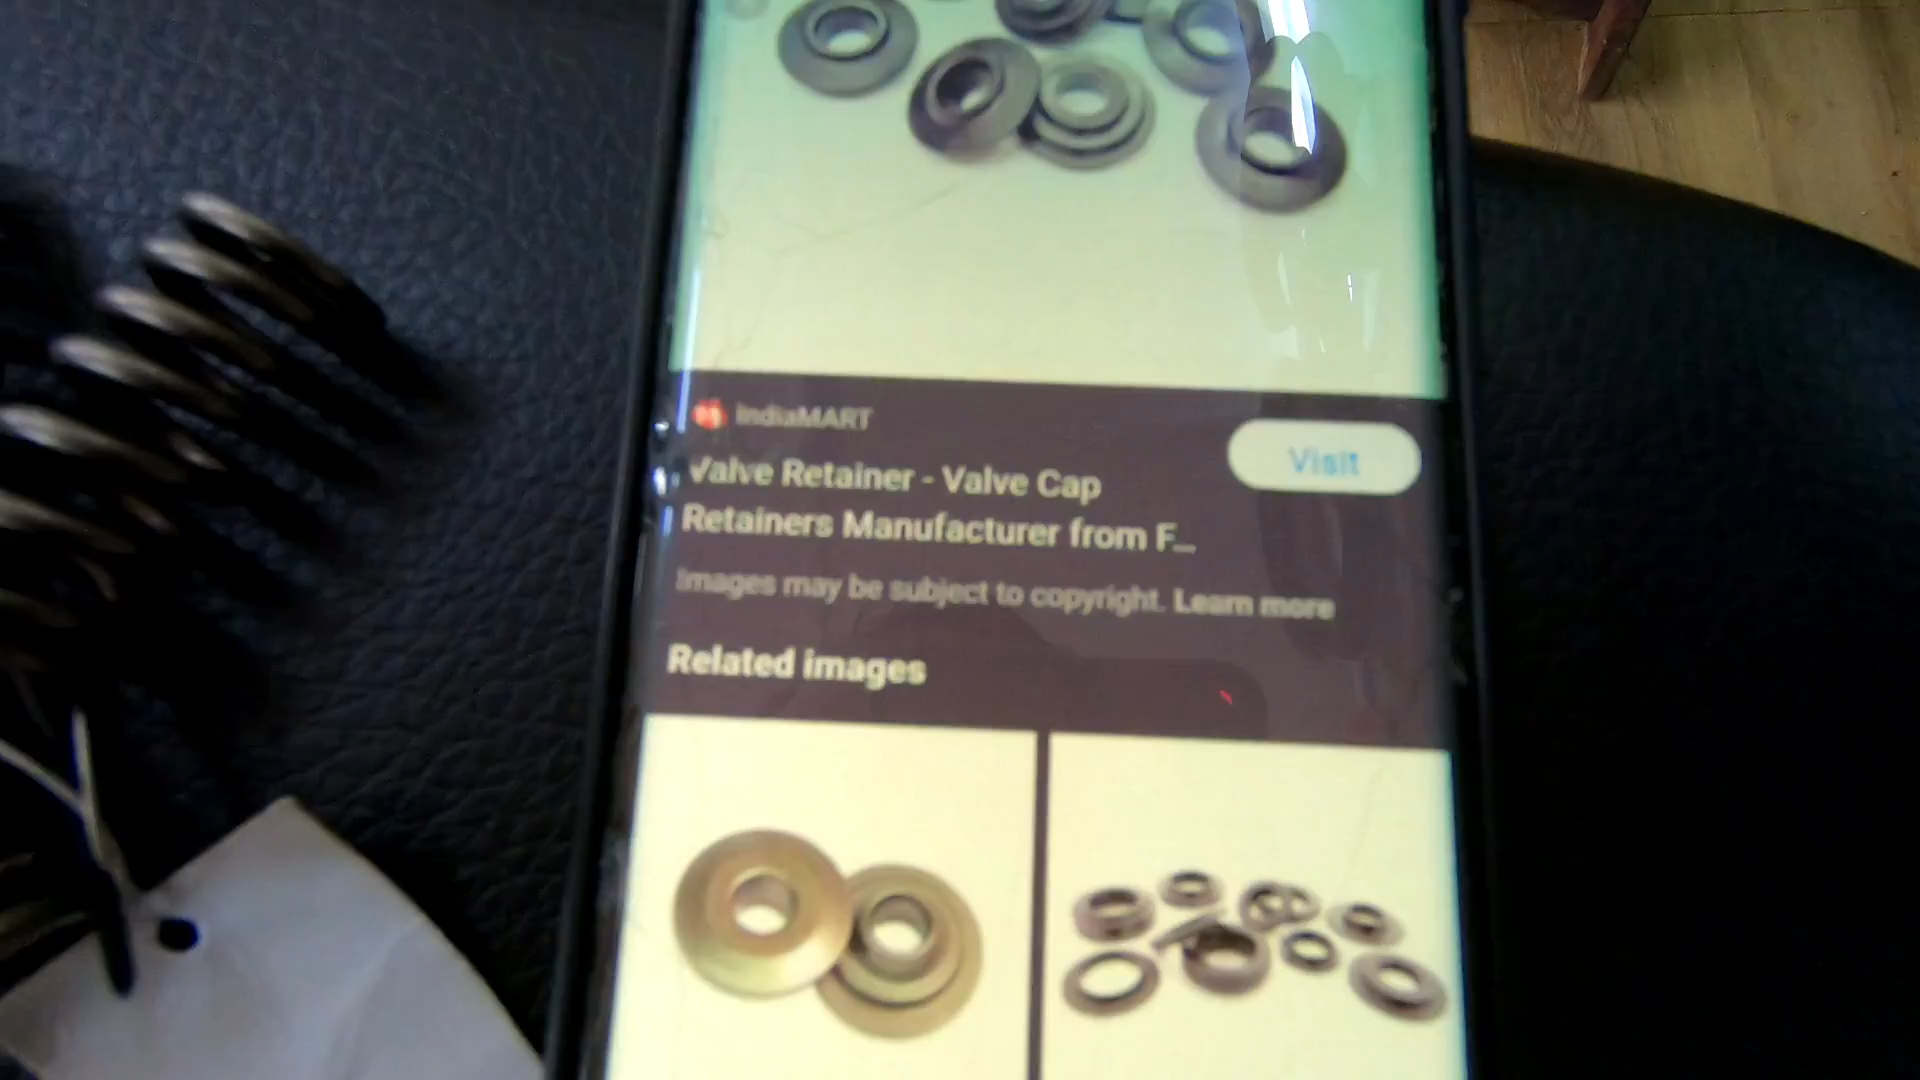 IndiaMART
Visit
Valve Retainer - Valve Cap
Retainers Manufacturer from F...
Images may be subject to copyright. Learn more
Related images